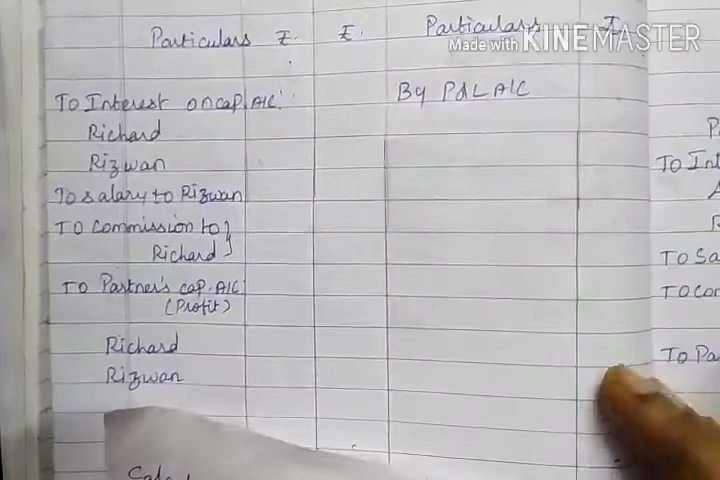 Particulars ₹. ₹. Particulars ₹
Made with KINEMASTER
To Interest on cap. A/C: By P&L A/C
Richard
Rizwan
To salary to Rizwan
To commission to }
Richard
To Partner's cap. A/C
(Profit)
Richard
Rizwan
To Int
To Sa
To Com
To Pa